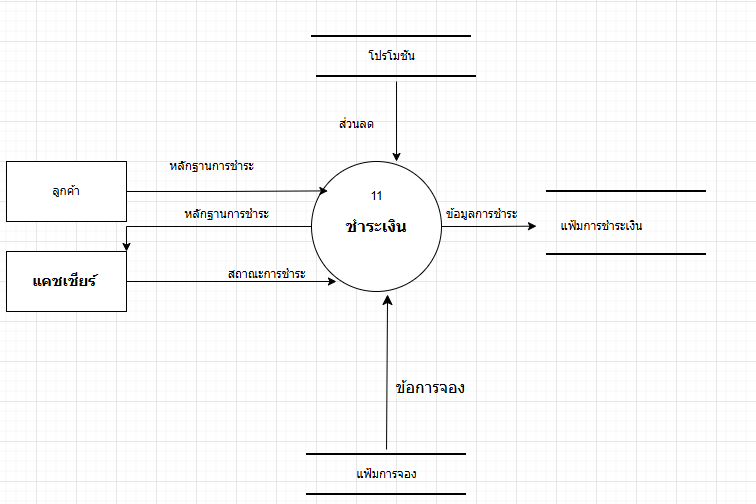 โปรโมชัน
ส่วนลด
หลักฐานการชำระ
ลูกค้า
11
ชำระเงิน
หลักฐานการชำระ
ข้อมูลการชำระ
แฟ้มการชำระเงิน
แคชเชียร์
สถาณะการชำระ
ข้อการจอง
แฟ้มการจอง